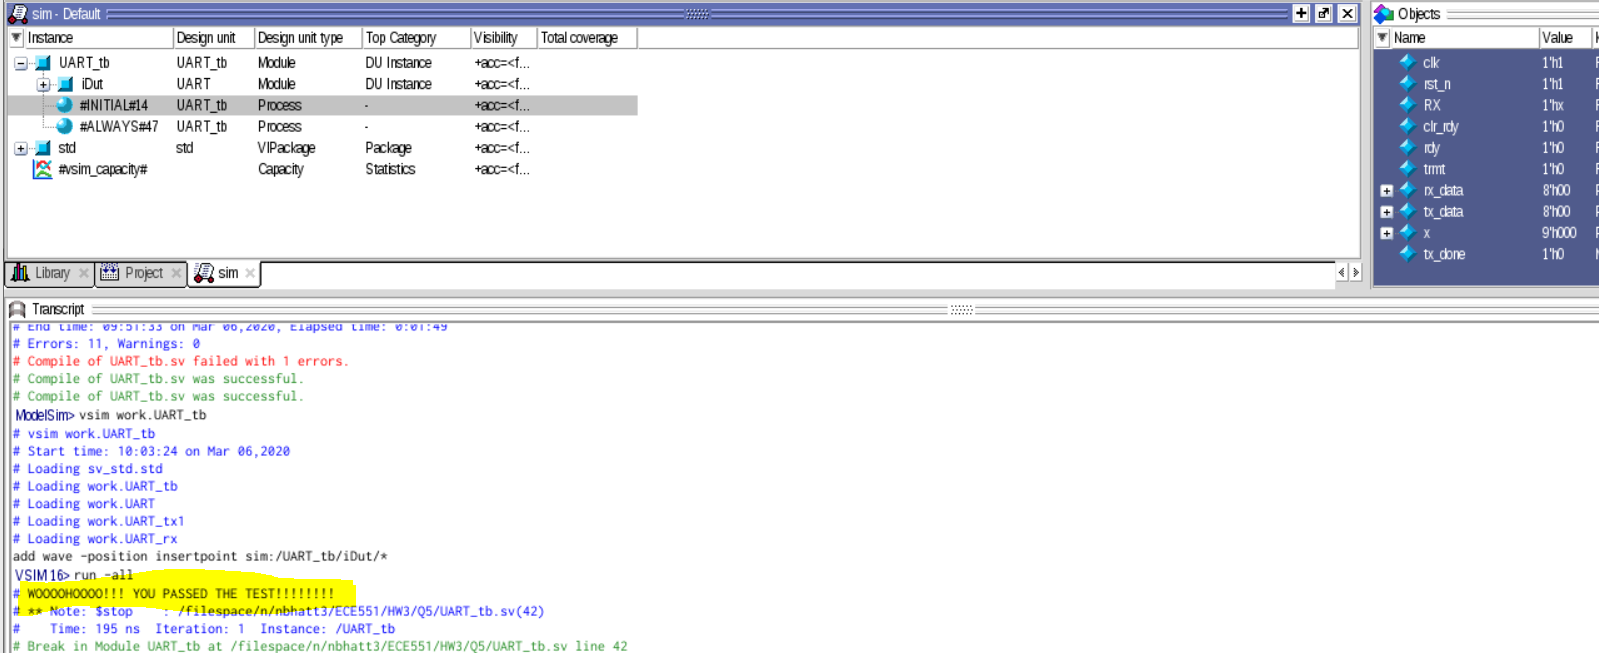 sim - Default
Instance Design unit Design unit type Top Category Visibility Total coverage
UART_tb UART_tb Module DU Instance +acc=<f...
iDut UART Module DU Instance +acc=<f...
#INITIAL#14 UART_tb Process - +acc=<f...
#ALWAYS#47 UART_tb Process - +acc=<f...
std std VIPackage Package +acc=<f...
#vsim_capacity# Capacity Statistics +acc=<f...
Library Project sim
Objects
Name Value
clk 1'h1
rst_n 1'h1
RX 1'hx
clr_rdy 1'h0
rdy 1'h0
trmt 1'h0
rx_data 8'h00
tx_data 8'h00
x 9'h000
tx_done 1'h0
Transcript
# End time: 09:51:33 on Mar 06,2020, Elapsed time: 0:01:49
# Errors: 11, Warnings: 0
# Compile of UART_tb.sv failed with 1 errors.
# Compile of UART_tb.sv was successful.
# Compile of UART_tb.sv was successful.
ModelSim> vsim work.UART_tb
# vsim work.UART_tb
# Start time: 10:03:24 on Mar 06,2020
# Loading sv_std.std
# Loading work.UART_tb
# Loading work.UART
# Loading work.UART_tx1
# Loading work.UART_rx
add wave -position insertpoint sim:/UART_tb/iDut/*
VSIM 16> run -all
# WOOOOHOOOO!!! YOU PASSED THE TEST!!!!!!!!
# ** Note: $stop : /filespace/n/nbhatt3/ECE551/HW3/Q5/UART_tb.sv(42)
# Time: 195 ns Iteration: 1 Instance: /UART_tb
# Break in Module UART_tb at /filespace/n/nbhatt3/ECE551/HW3/Q5/UART_tb.sv line 42